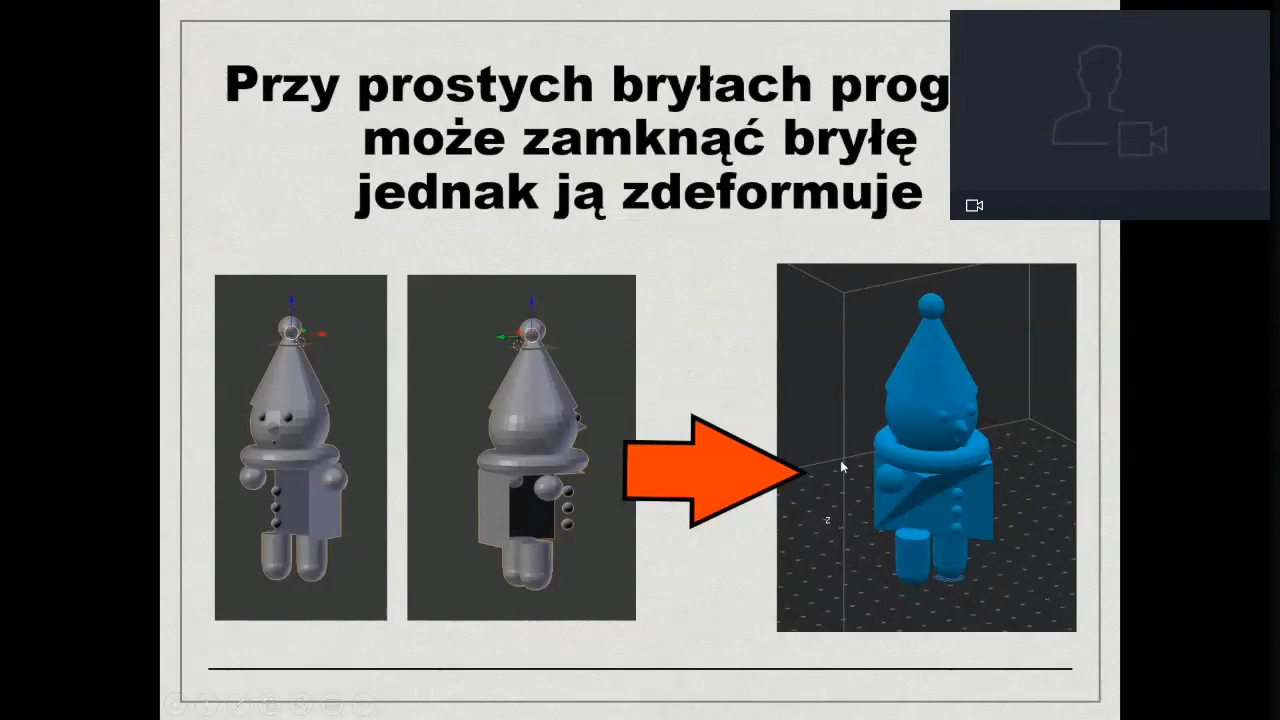 Przy prostych bryłach prog
może zamknąć bryłę
jednak ją zdeformuje